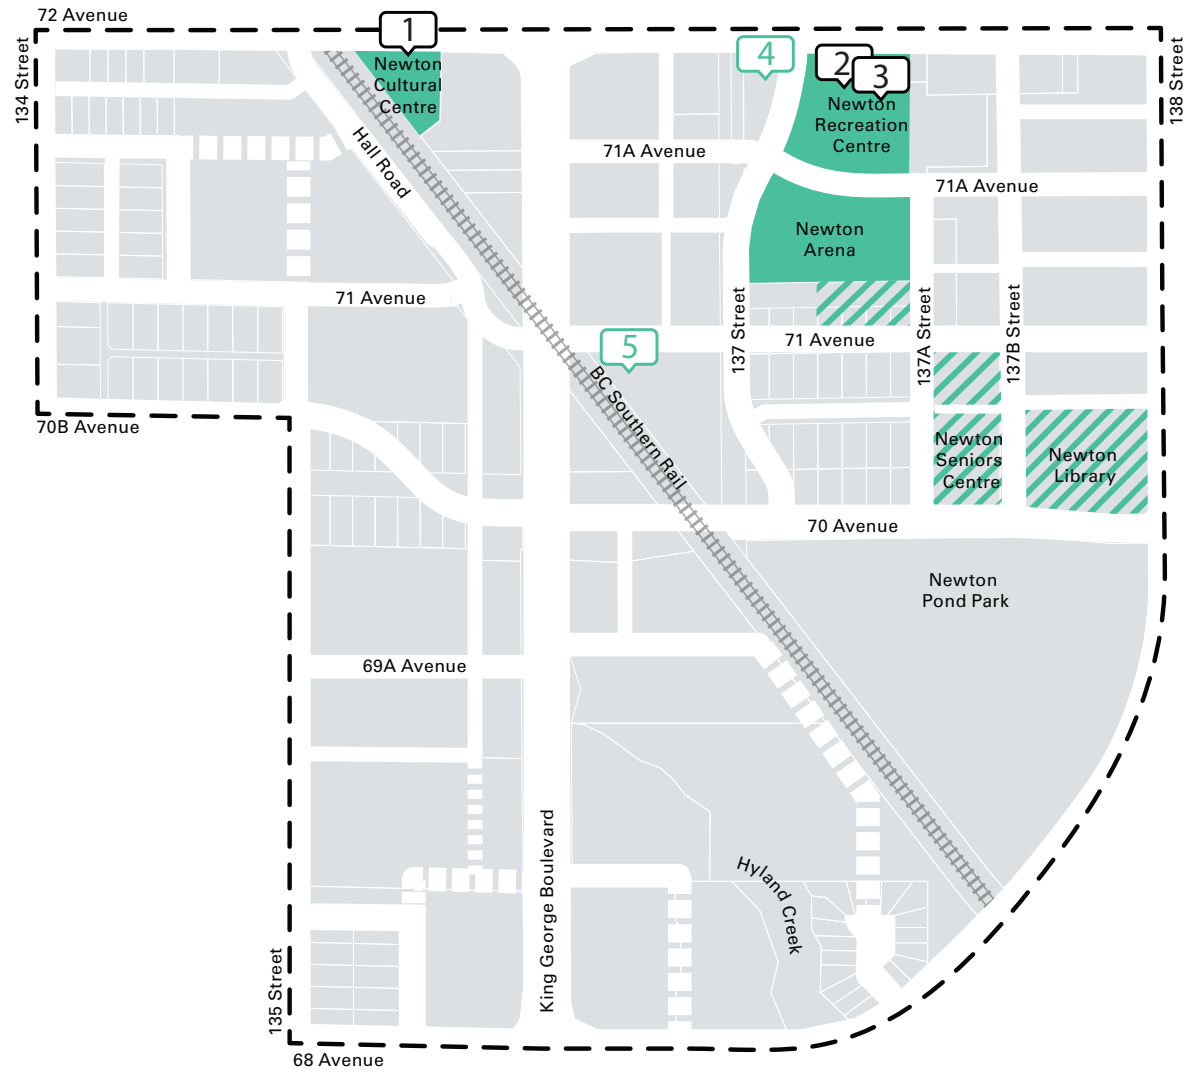 72 Avenue
134 Street
138 Street
1
Newton
Cultural
Centre
4
2
3
Newton
Recreation
Centre
Hall Road
71A Avenue
71A Avenue
Newton
Arena
71 Avenue
137 Street
137A Street
137B Street
71 Avenue
5
BC Southern Rail
70B Avenue
Newton
Seniors
Centre
Newton
Library
70 Avenue
Newton
Pond Park
69A Avenue
King George Boulevard
Hyland Creek
135 Street
68 Avenue